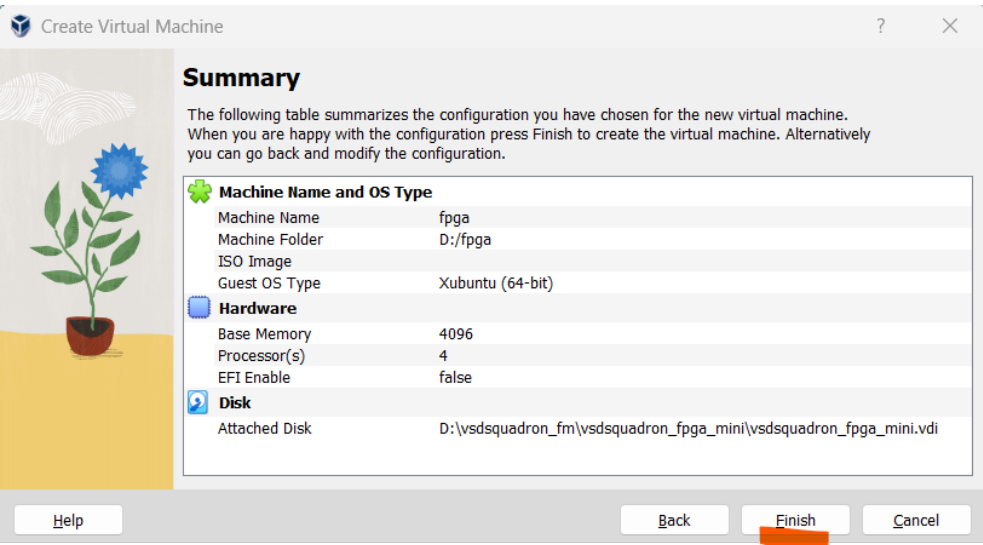 Create Virtual Machine
?
Summary
The following table summarizes the configuration you have chosen for the new virtual machine.
When you are happy with the configuration press Finish to create the virtual machine. Alternatively
you can go back and modify the configuration.
Machine Name and OS Type
Machine Name fpga
Machine Folder D:/fpga
ISO Image
Guest OS Type Xubuntu (64-bit)
Hardware
Base Memory 4096
Processor(s) 4
EFI Enable false
Disk
Attached Disk D:\vsdsquadron_fm\vsdsquadron_fpga_mini\vsdsquadron_fpga_mini.vdi
Help Back Finish Cancel